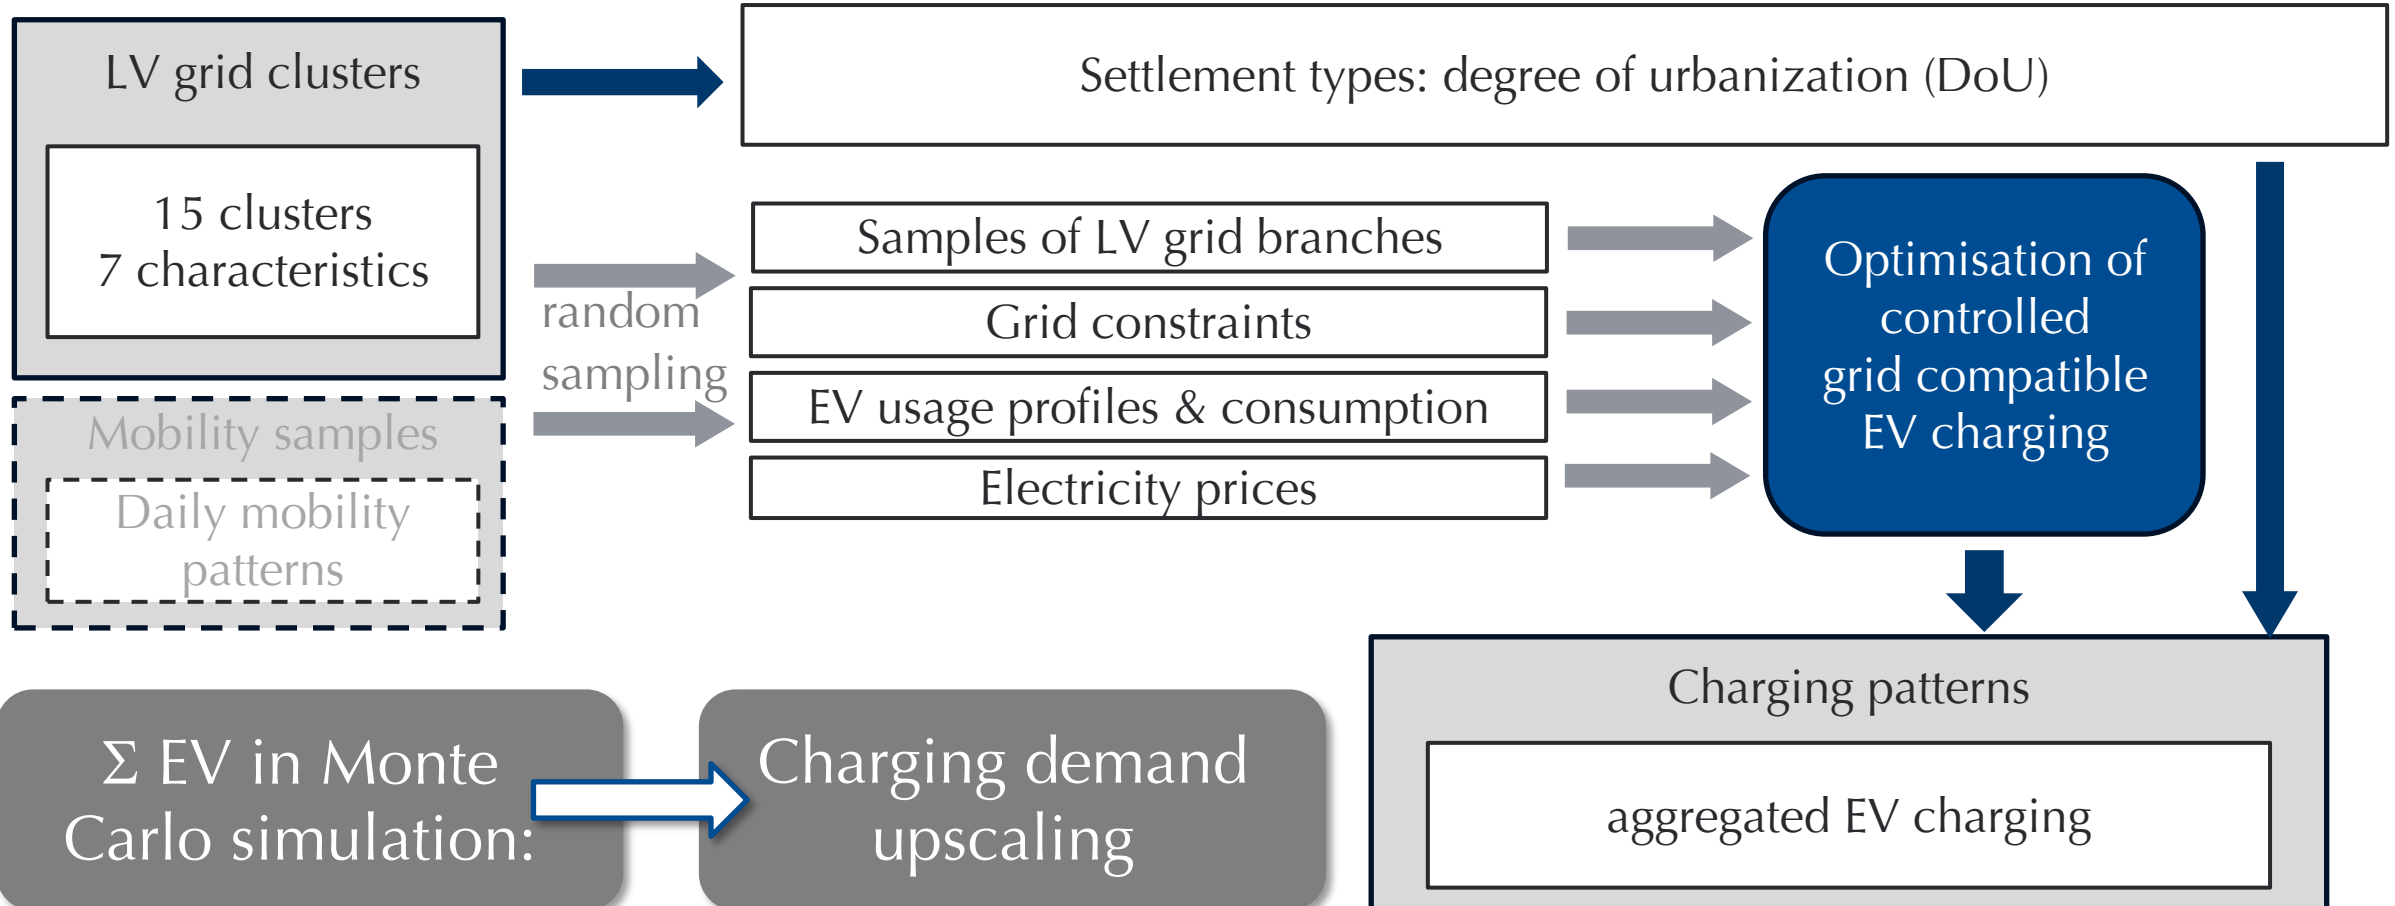 LV grid clusters
15 clusters
7 characteristics
Mobility samples
Daily mobility
patterns
random
sampling
Settlement types: degree of urbanization (DoU)
Samples of LV grid branches
Grid constraints
EV usage profiles & consumption
Electricity prices
Optimisation of
controlled
grid compatible
EV charging
Σ EV in Monte
Carlo simulation:
Charging demand
upscaling
Charging patterns
aggregated EV charging